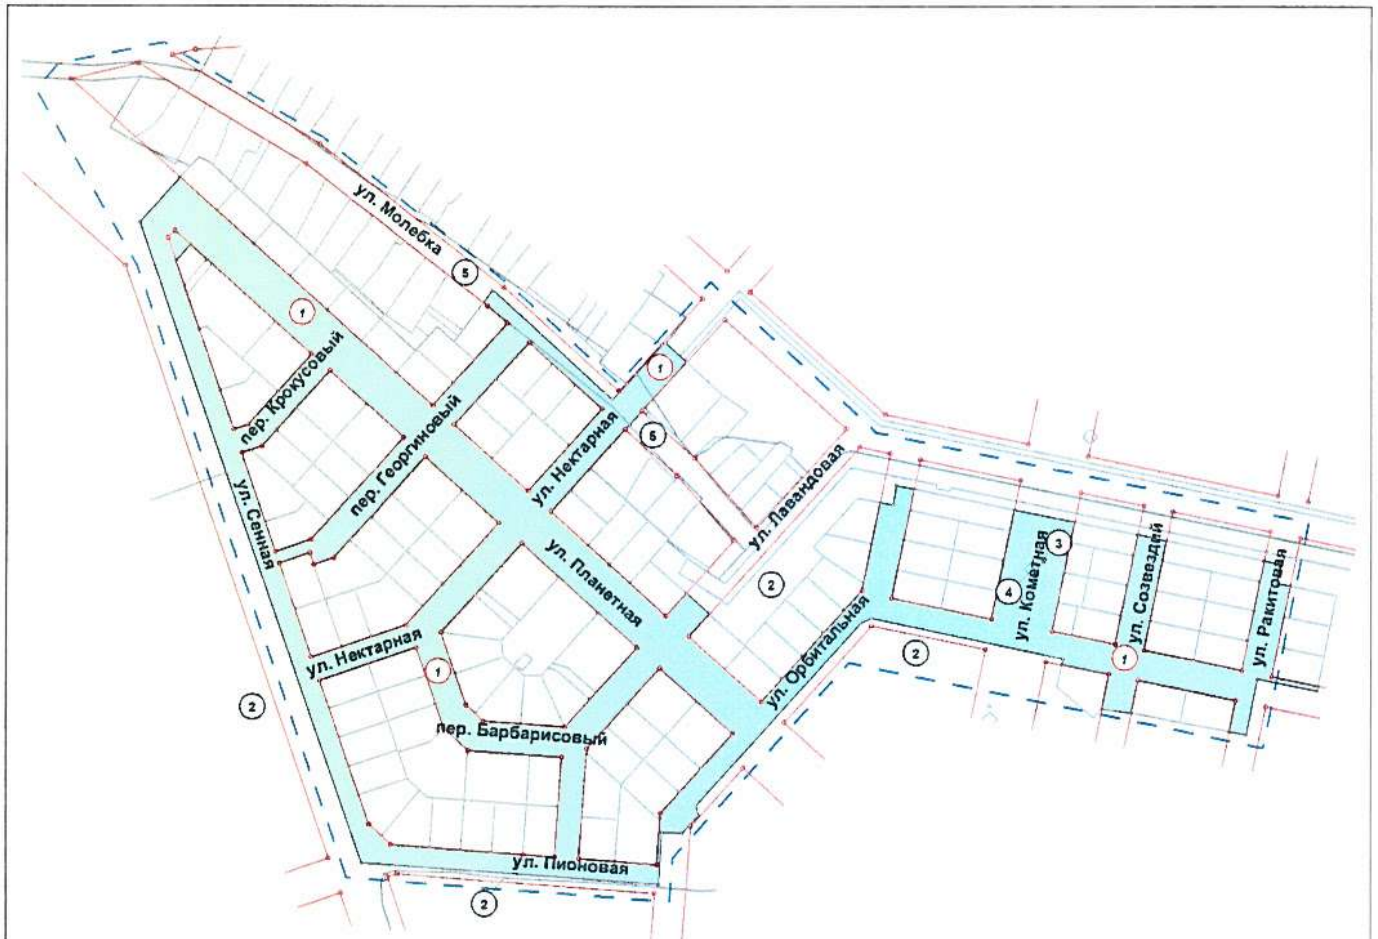 ул. Молебка
5
1
1
пер. Крокусовый
пер. Георгиновый
ул. Нектарная
5
ул. Лавандовая
ул. Сенная
ул. Планетная
2
3
4
ул. Кометная
ул. Созвездий
ул. Ракитовая
ул. Орбитальная
ул. Нектарная
1
2
1
2
пер. Барбарисовый
ул. Пионовая
2